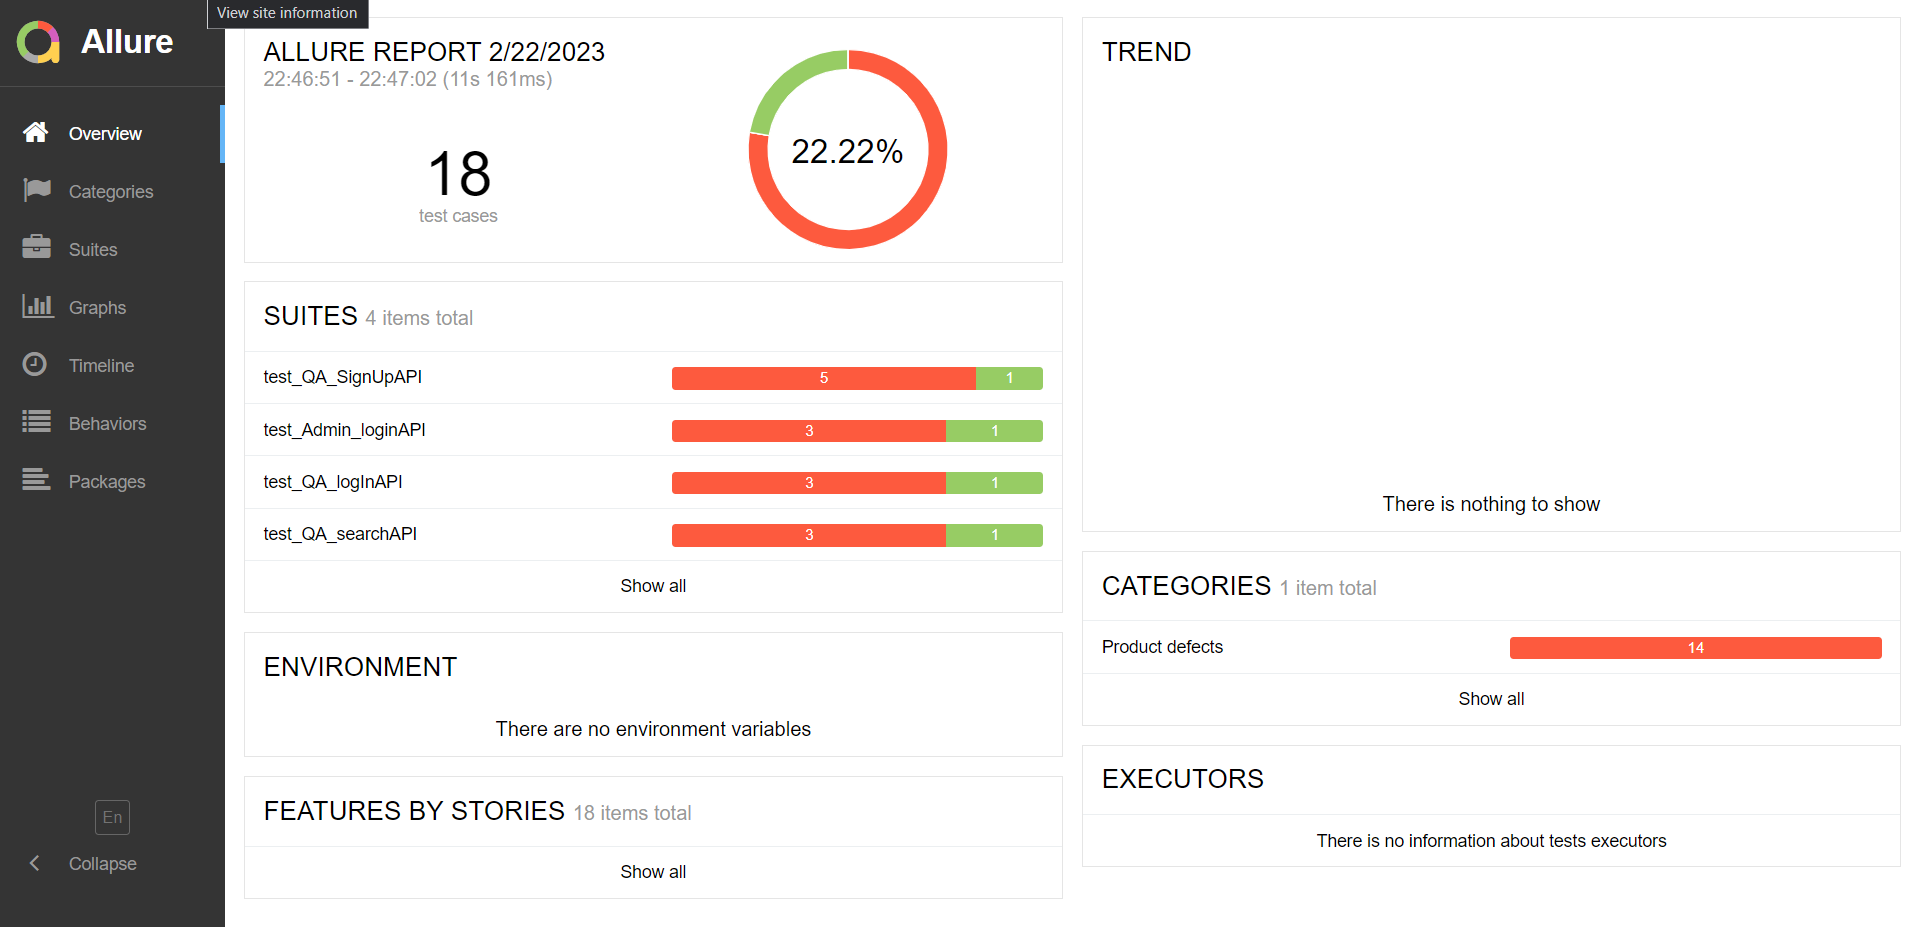 View site information
Allure
Overview
Categories
Suites
Graphs
Timeline
Behaviors
Packages
En
Collapse
ALLURE REPORT 2/22/2023
22:46:51 - 22:47:02 (11s 161ms)
18
test cases
22.22%
SUITES 4 items total
test_QA_SignUpAPI 5 1
test_Admin_loginAPI 3 1
test_QA_logInAPI 3 1
test_QA_searchAPI 3 1
Show all
ENVIRONMENT
There are no environment variables
FEATURES BY STORIES 18 items total
Show all
TREND
There is nothing to show
CATEGORIES 1 item total
Product defects 14
Show all
EXECUTORS
There is no information about tests executors